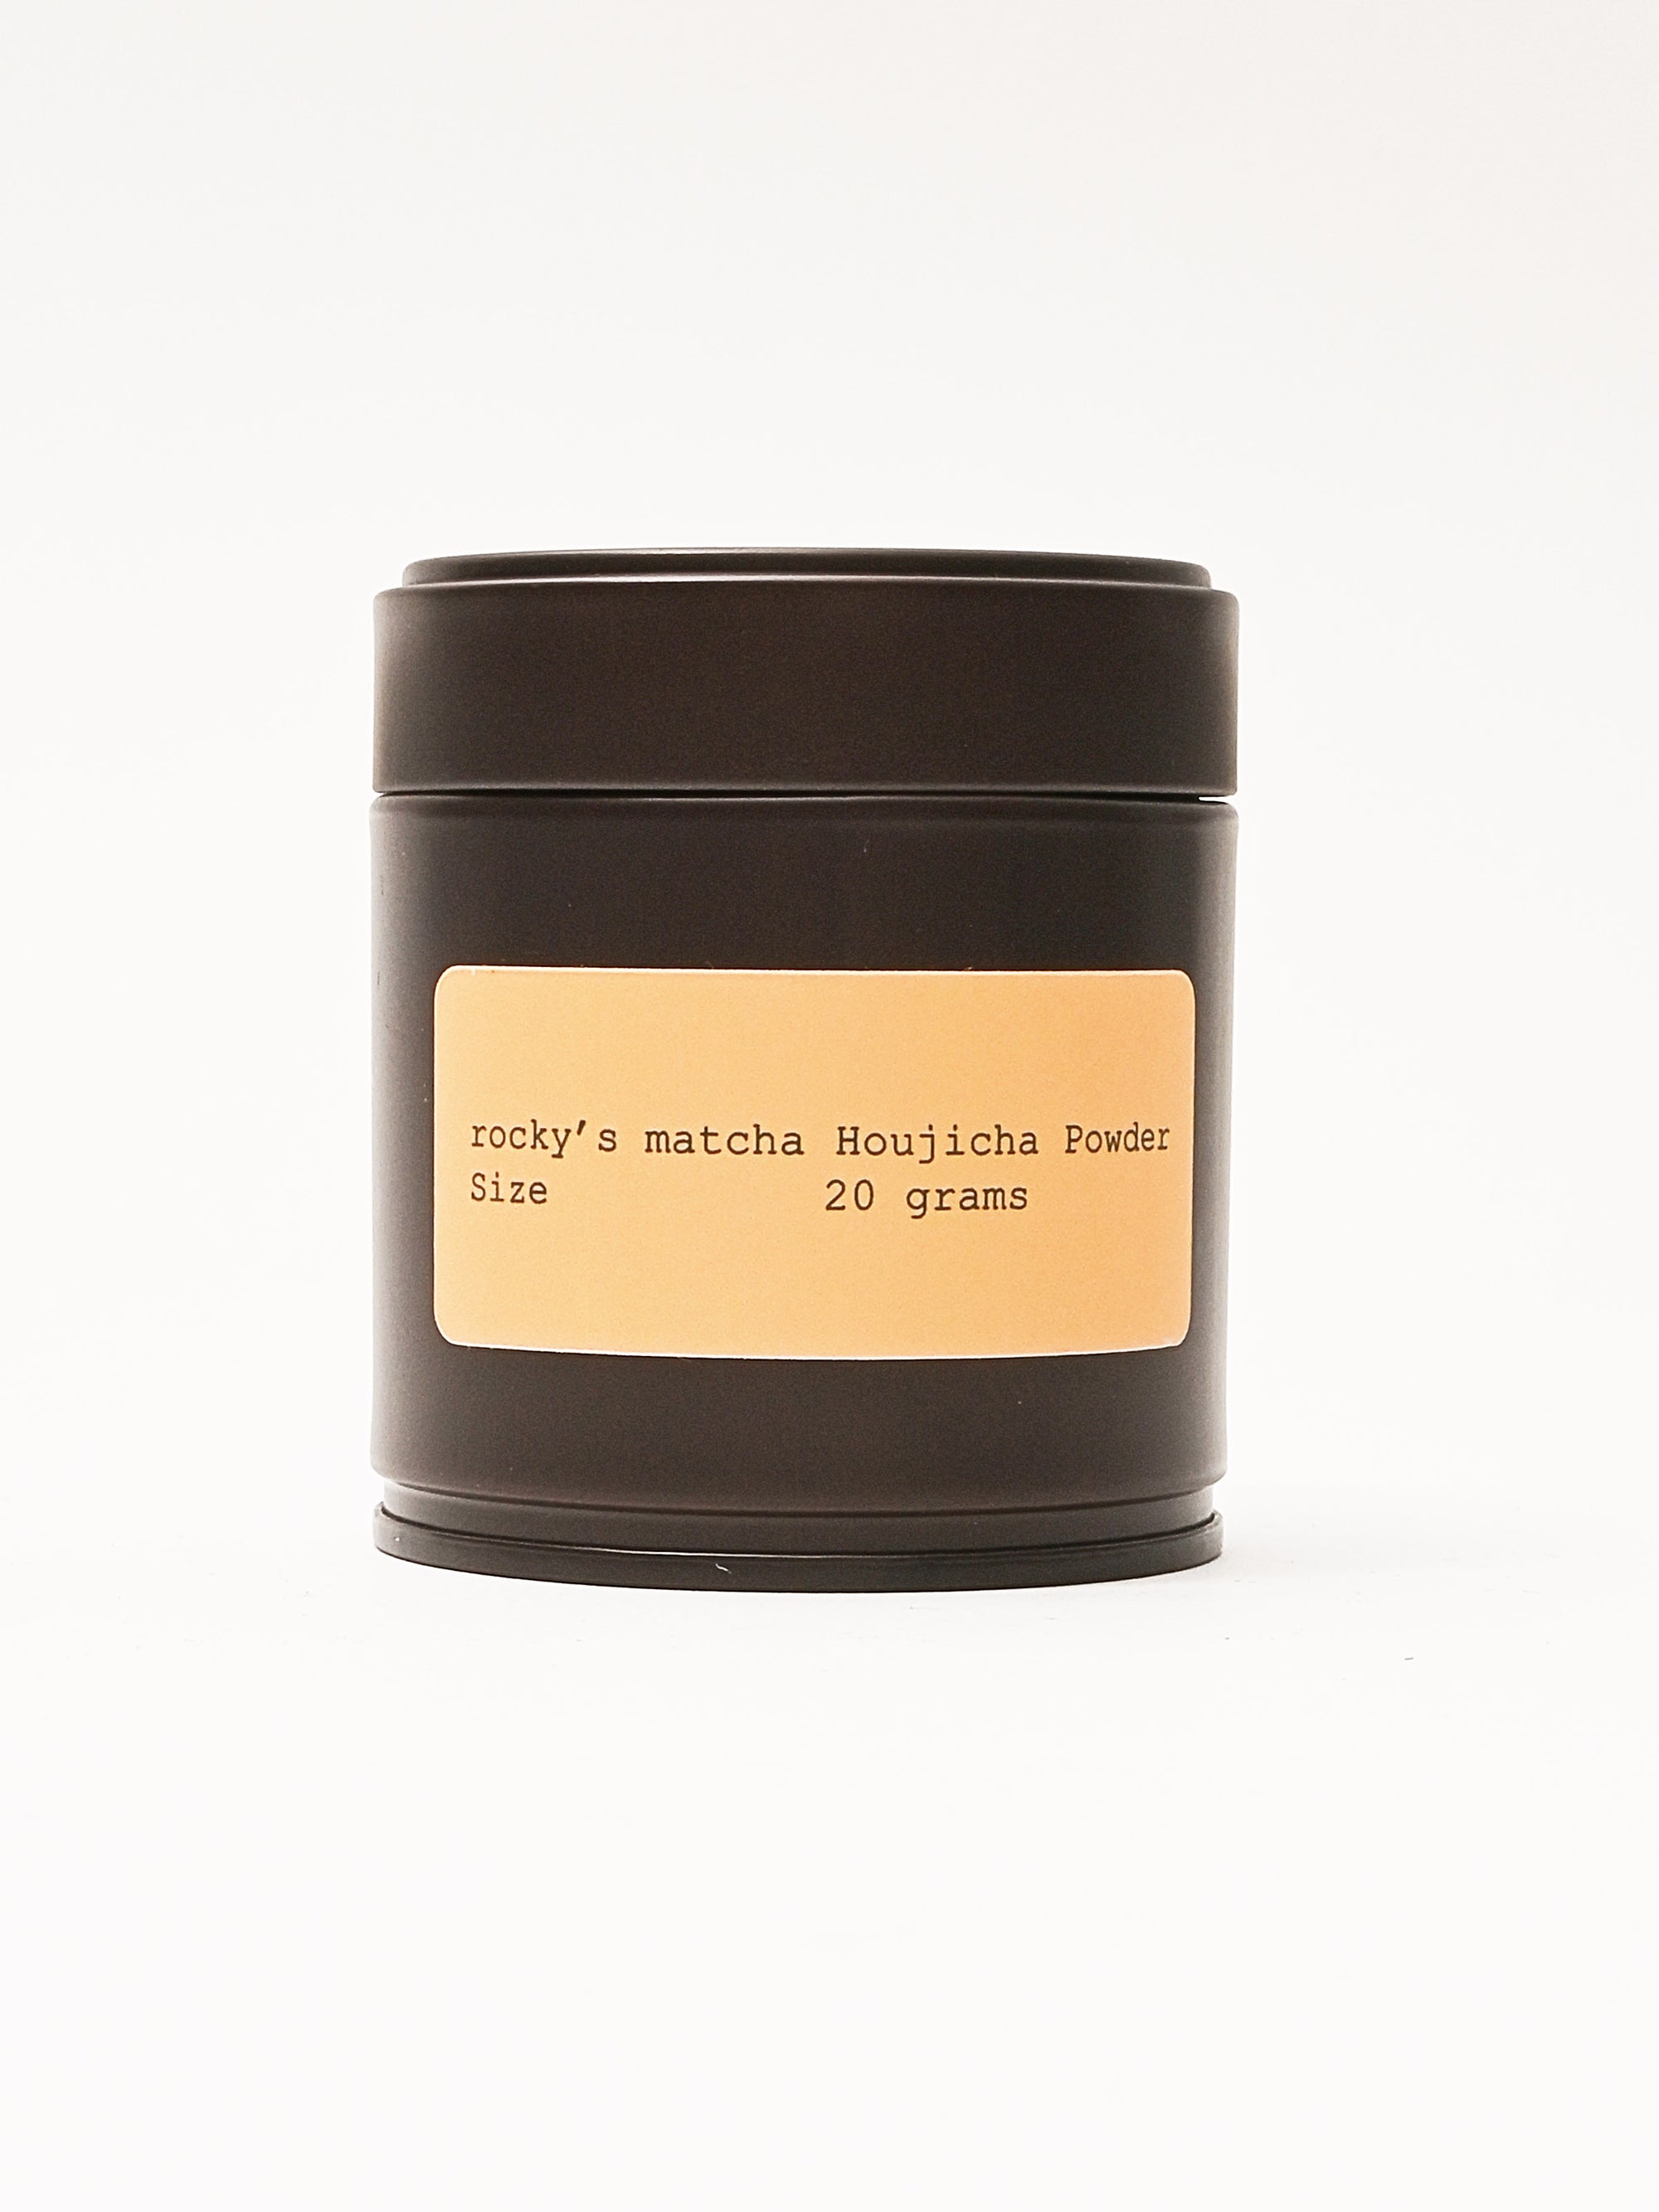 rocky's matcha Houjicha Powder
Size 20 grams